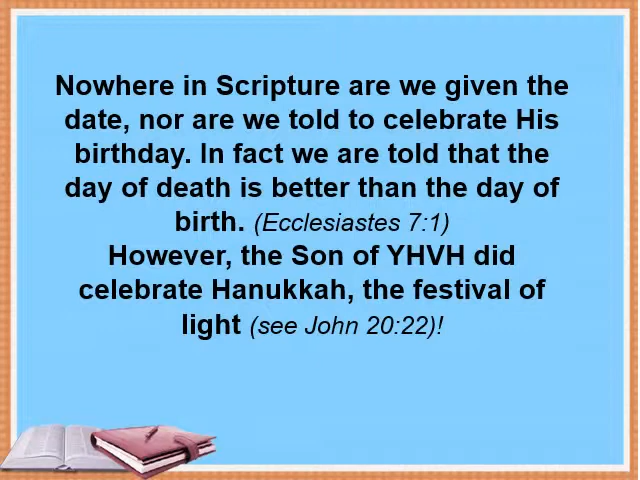 Nowhere in Scripture are we given the
date, nor are we told to celebrate His
birthday. In fact we are told that the
day of death is better than the day of
birth. (Ecclesiastes 7:1)
However, the Son of YHVH did
celebrate Hanukkah, the festival of
light (see John 20:22)!